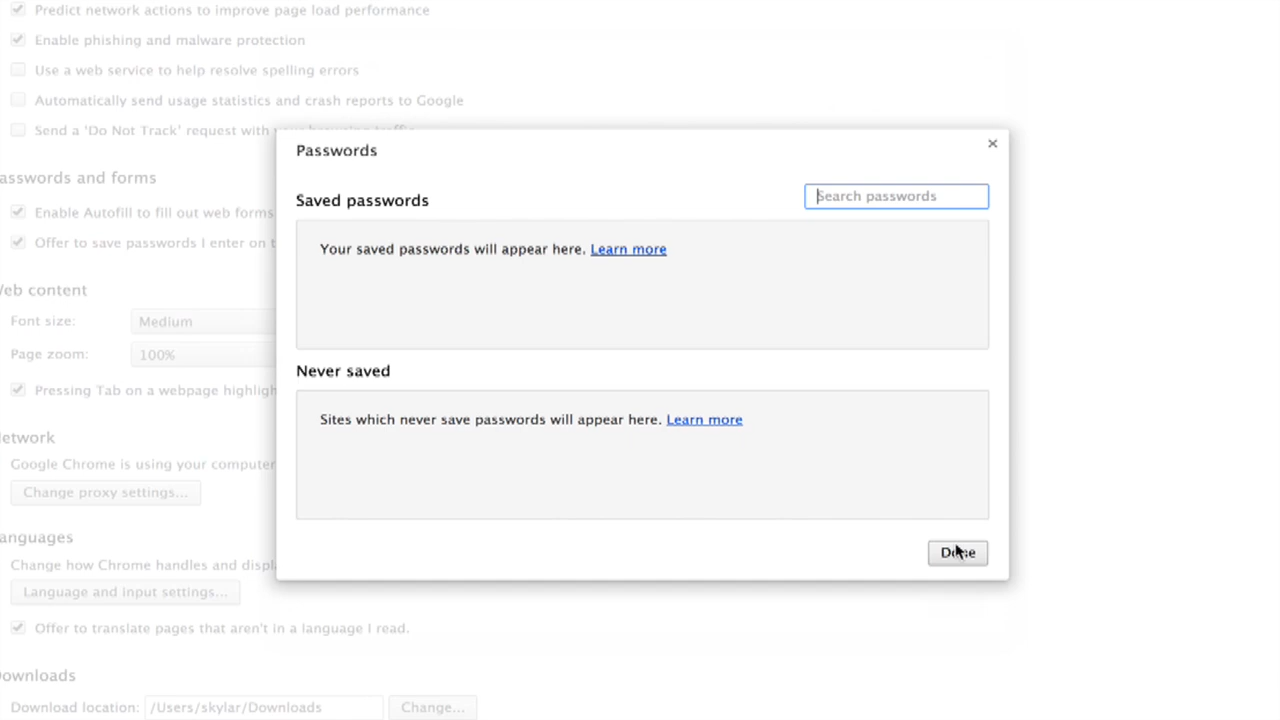 Predict network actions to improve page load performance
Enable phishing and malware protection
Use a web service to help resolve spelling errors
Automatically send usage statistics and crash reports to Google
Send a 'Do Not Track' request with your browsing traffic
Passwords
asswords and forms
Saved passwords
Search passwords
Enable Autofill to fill out web forms
Offer to save passwords I enter on t
Your saved passwords will appear here. Learn more
eb content
Font size: Medium
Page zoom: 100%
Never saved
Pressing Tab on a webpage highligh
Sites which never save passwords will appear here. Learn more
etwork
Google Chrome is using your computer
Change proxy settings...
anguages
Done
Change how Chrome handles and displ
Language and input settings...
Offer to translate pages that aren't in a language I read.
ownloads
Download location: /Users/skylar/Downloads Change...